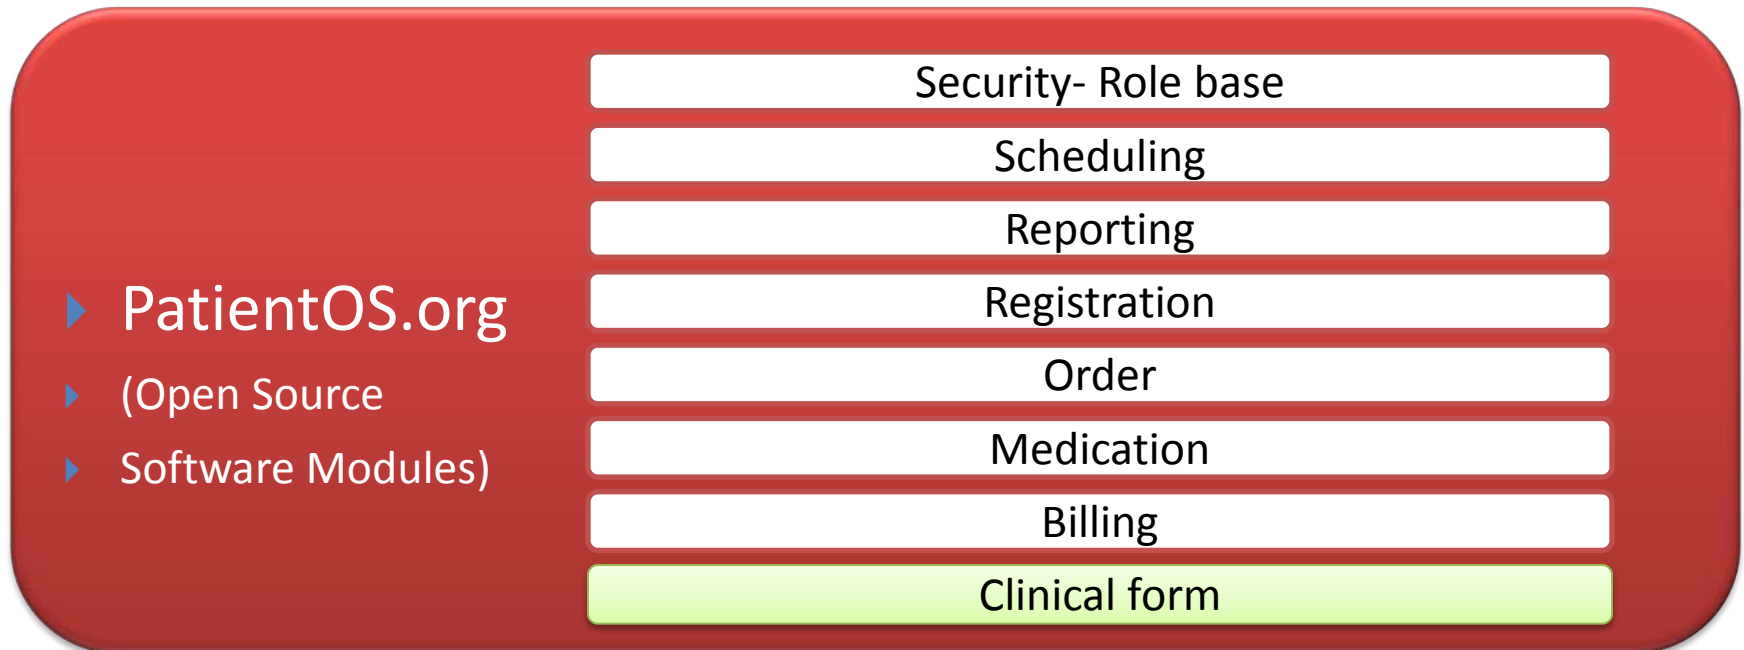 PatientOS.org
(Open Source
Software Modules)
Security- Role base
Scheduling
Reporting
Registration
Order
Medication
Billing
Clinical form